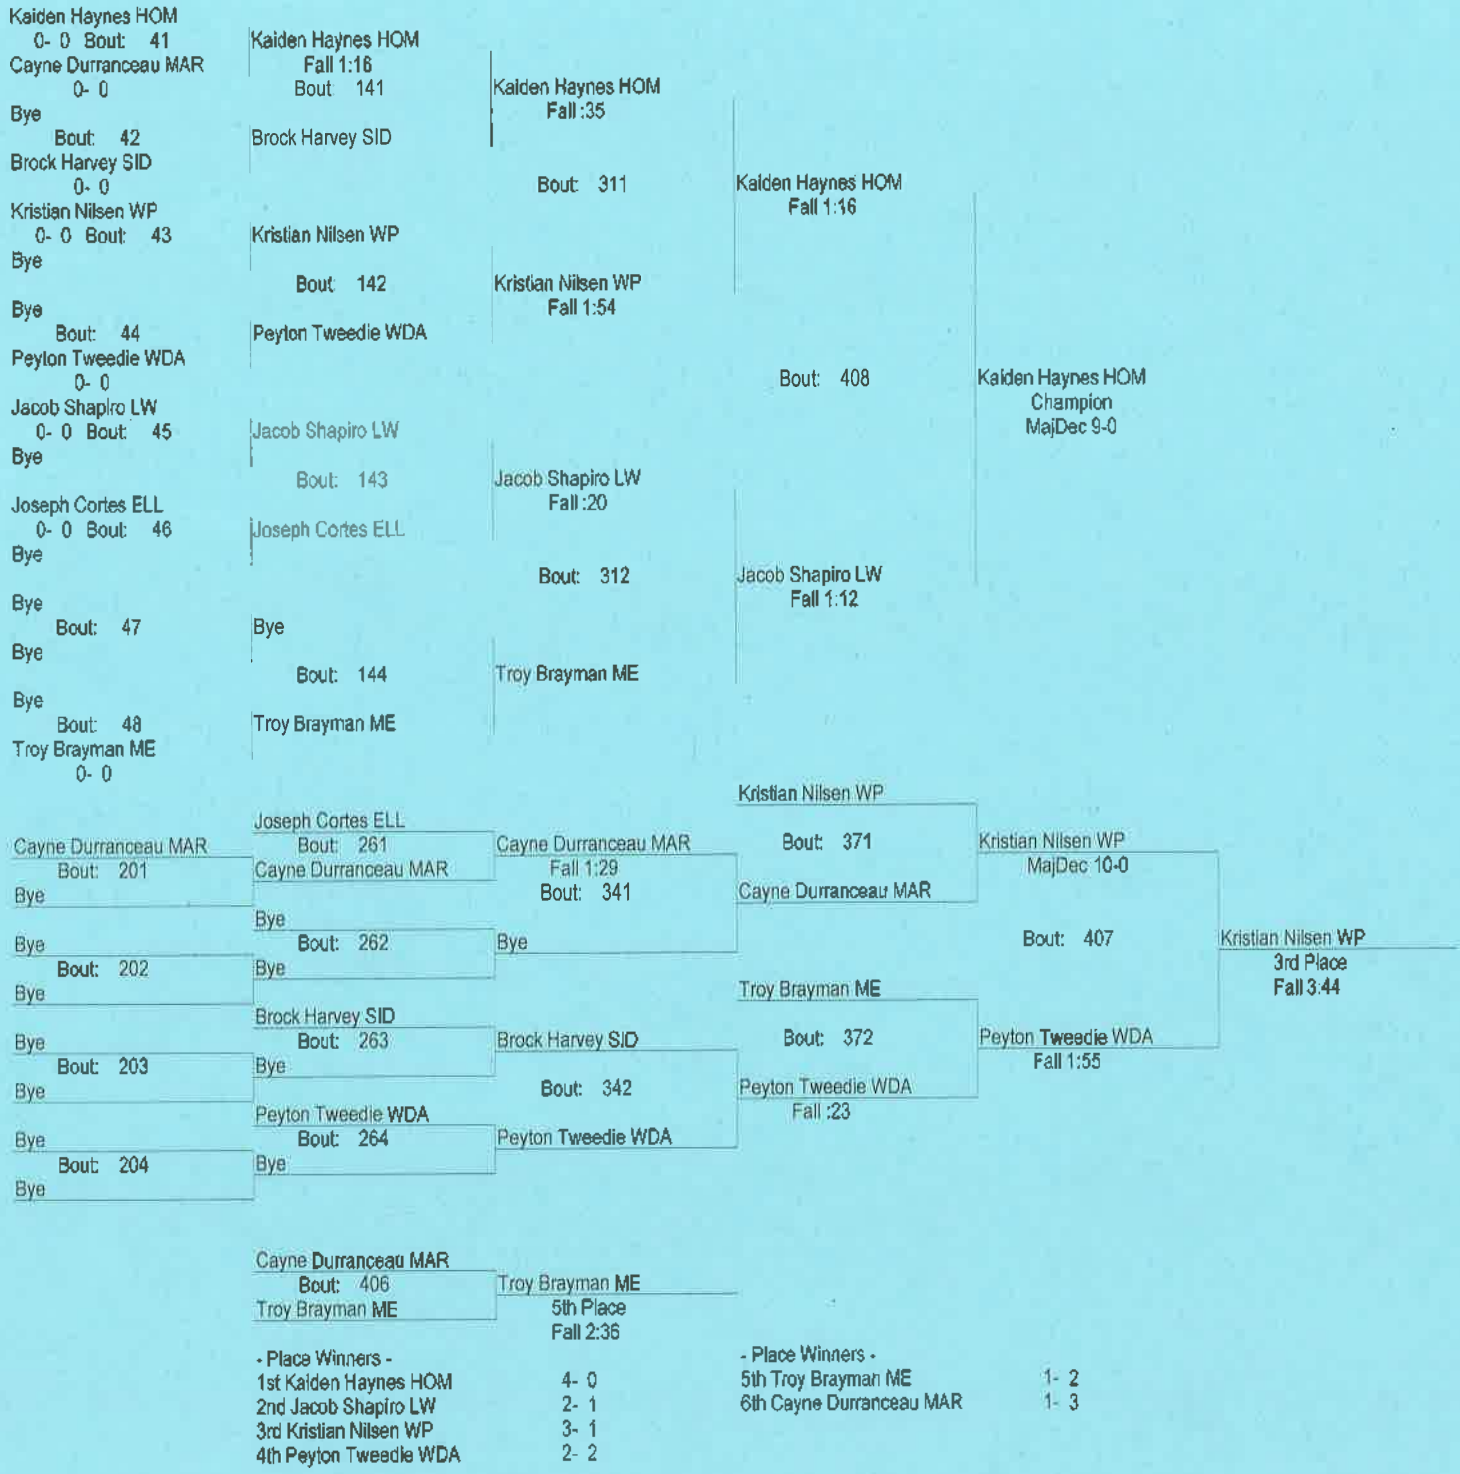 Kaiden Haynes HOM
0- 0 Bout: 41
Cayne Durranceau MAR
0- 0
Bye
Bout: 42
Brock Harvey SID
0- 0
Kristian Nilsen WP
0- 0 Bout: 43
Bye
Bye
Bout: 44
Peyton Tweedie WDA
0- 0
Jacob Shapiro LW
0- 0 Bout: 45
Bye
Joseph Cortes ELL
0- 0 Bout: 46
Bye
Bye
Bout: 47
Bye
Bye
Bout: 48
Troy Brayman ME
0- 0
Kaiden Haynes HOM
Fall 1:16
Bout: 141
Brock Harvey SID
Kristian Nilsen WP
Bout: 142
Peyton Tweedie WDA
Jacob Shapiro LW
Bout: 143
Joseph Cortes ELL
Bye
Bout: 144
Troy Brayman ME
Kaiden Haynes HOM
Fall :35
Bout: 311
Kristian Nilsen WP
Fall 1:54
Jacob Shapiro LW
Fall :20
Bout: 312
Troy Brayman ME
Kaiden Haynes HOM
Fall 1:16
Bout: 408
Jacob Shapiro LW
Fall 1:12
Kaiden Haynes HOM
Champion
MajDec 9-0
Cayne Durranceau MAR
Bout: 201
Bye
Bye
Bout: 202
Bye
Bye
Bout: 203
Bye
Bye
Bout: 204
Bye
Joseph Cortes ELL
Bout: 261
Cayne Durranceau MAR
Bye
Bout: 262
Bye
Brock Harvey SID
Bout: 263
Bye
Peyton Tweedie WDA
Bout: 264
Bye
Cayne Durranceau MAR
Fall 1:29
Bout: 341
Bye
Brock Harvey SID
Bout: 342
Peyton Tweedie WDA
Kristian Nilsen WP
Bout: 371
Cayne Durranceau MAR
Troy Brayman ME
Bout: 372
Peyton Tweedie WDA
Fall :23
Kristian Nilsen WP
MajDec 10-0
Bout: 407
Peyton Tweedie WDA
Fall 1:55
Kristian Nilsen WP
3rd Place
Fall 3:44
Cayne Durranceau MAR
Bout: 406
Troy Brayman ME
Troy Brayman ME
5th Place
Fall 2:36
- Place Winners -
1st Kaiden Haynes HOM 4- 0
2nd Jacob Shapiro LW 2- 1
3rd Kristian Nilsen WP 3- 1
4th Peyton Tweedie WDA 2- 2
- Place Winners -
5th Troy Brayman ME 1- 2
6th Cayne Durranceau MAR 1- 3